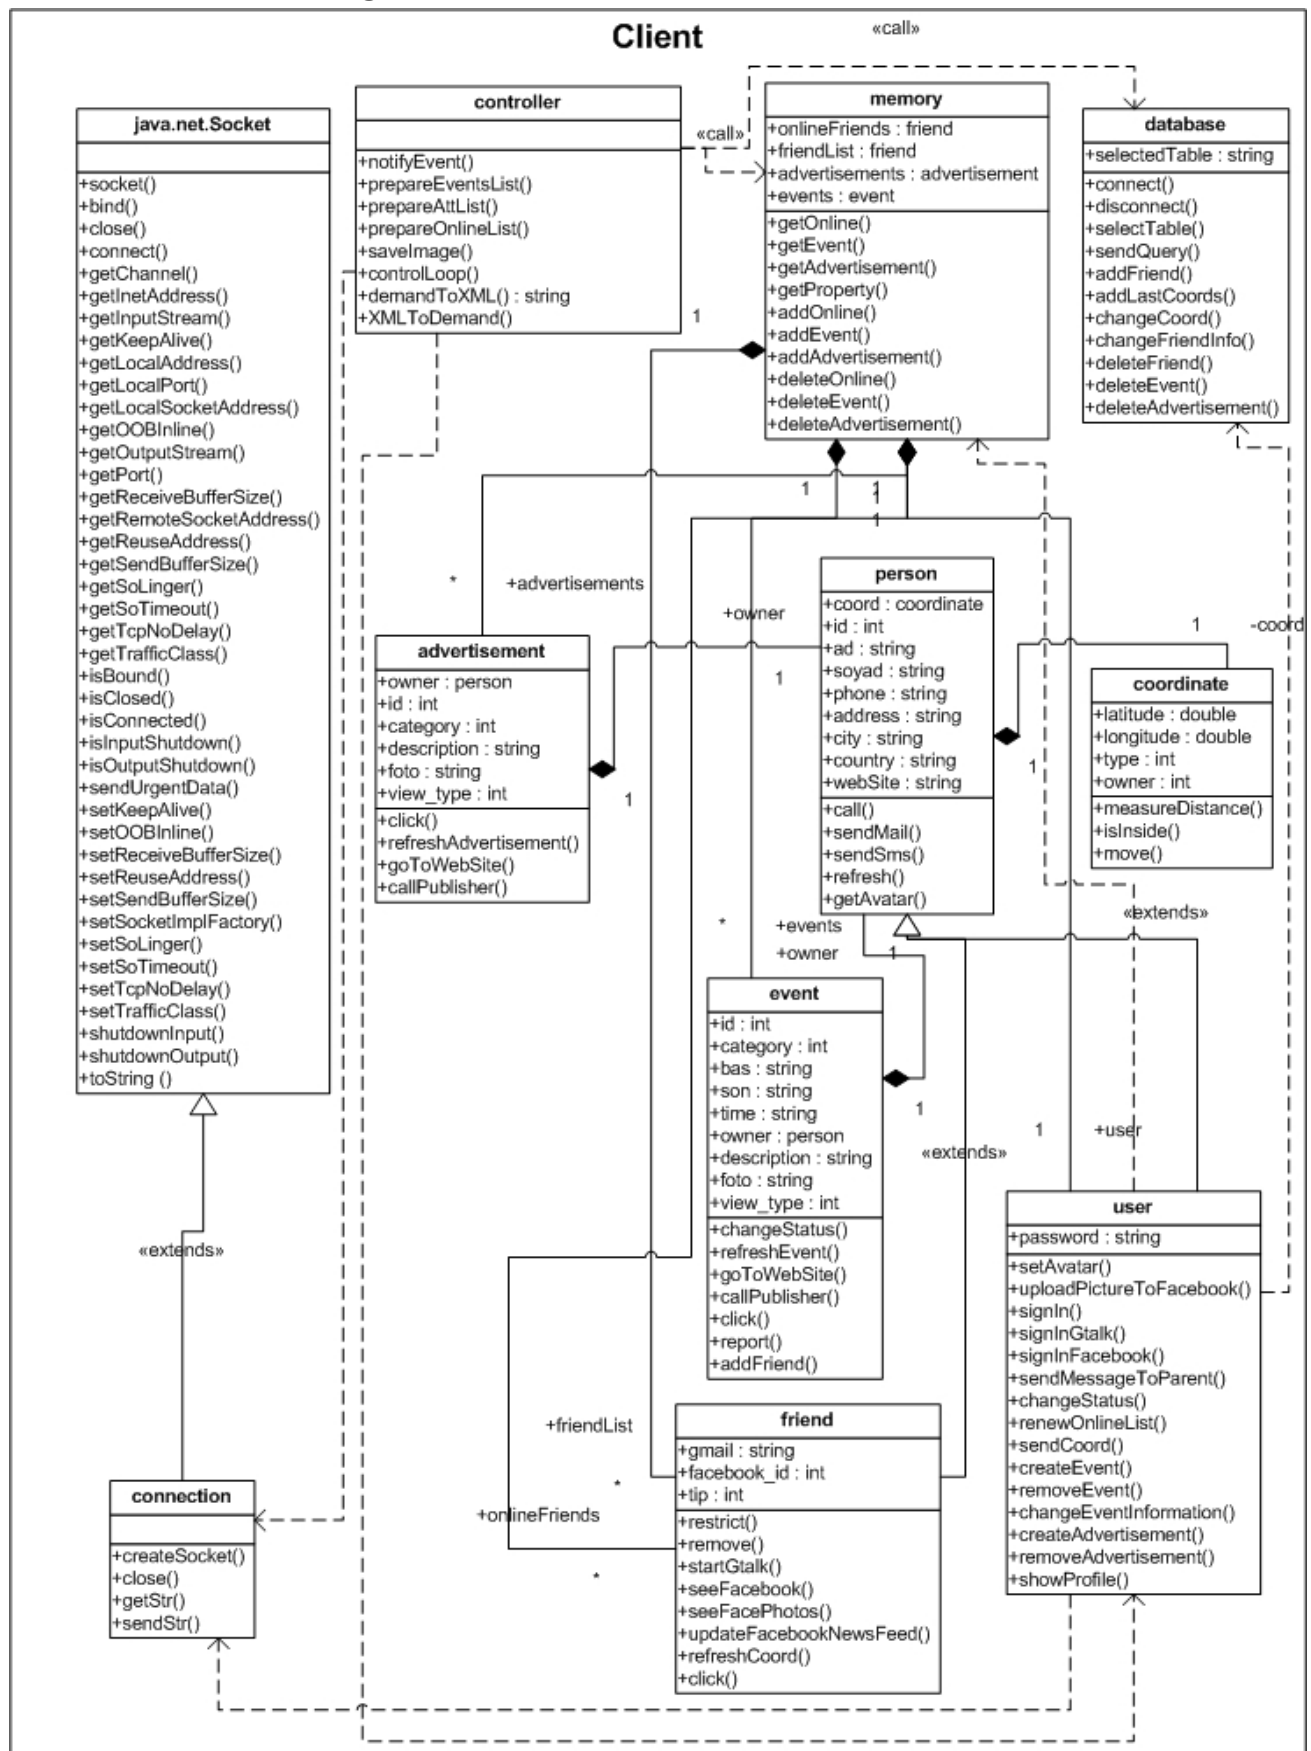 Client
«call»
java.net.Socket
+socket()
+bind()
+close()
+connect()
+getChannel()
+getInetAddress()
+getInputStream()
+getKeepAlive()
+getLocalAddress()
+getLocalPort()
+getLocalSocketAddress()
+getOOBInline()
+getOutputStream()
+getPort()
+getReceiveBufferSize()
+getRemoteSocketAddress()
+getReuseAddress()
+getSendBufferSize()
+getSoLinger()
+getSoTimeout()
+getTcpNoDelay()
+getTrafficClass()
+isBound()
+isClosed()
+isConnected()
+isInputShutdown()
+isOutputShutdown()
+sendUrgentData()
+setKeepAlive()
+setOOBInline()
+setReceiveBufferSize()
+setReuseAddress()
+setSendBufferSize()
+setSocketImplFactory()
+setSoLinger()
+setSoTimeout()
+setTcpNoDelay()
+setTrafficClass()
+shutdownInput()
+shutdownOutput()
+toString ()
«extends»
connection
+createSocket()
+close()
+getStr()
+sendStr()
controller
+notifyEvent()
+prepareEventsList()
+prepareAttList()
+prepareOnlineList()
+saveImage()
+controlLoop()
+demandToXML() : string
+XMLToDemand()
«call»
memory
+onlineFriends : friend
+friendList : friend
+advertisements : advertisement
+events : event
+getOnline()
+getEvent()
+getAdvertisement()
+getProperty()
+addOnline()
+addEvent()
+addAdvertisement()
+deleteOnline()
+deleteEvent()
+deleteAdvertisement()
database
+selectedTable : string
+connect()
+disconnect()
+selectTable()
+sendQuery()
+addFriend()
+addLastCoords()
+changeCoord()
+changeFriendInfo()
+deleteFriend()
+deleteEvent()
+deleteAdvertisement()
1
1
1
1
*
+advertisements
+owner
1
advertisement
+owner : person
+id : int
+category : int
+description : string
+foto : string
+view_type : int
+click()
+refreshAdvertisement()
+goToWebSite()
+callPublisher()
1
person
+coord : coordinate
+id : int
+ad : string
+soyad : string
+phone : string
+address : string
+city : string
+country : string
+webSite : string
+call()
+sendMail()
+sendSms()
+refresh()
+getAvatar()
1
-coord
1
coordinate
+latitude : double
+longitude : double
+type : int
+owner : int
+measureDistance()
+isInside()
+move()
«extends»
*
+events
+owner
1
event
+id : int
+category : int
+bas : string
+son : string
+time : string
+owner : person
+description : string
+foto : string
+view_type : int
+changeStatus()
+refreshEvent()
+goToWebSite()
+callPublisher()
+click()
+report()
+addFriend()
1
«extends»
1
+user
user
+password : string
+setAvatar()
+uploadPictureToFacebook()
+signIn()
+signInGtalk()
+signInFacebook()
+sendMessageToParent()
+changeStatus()
+renewOnlineList()
+sendCoord()
+createEvent()
+removeEvent()
+changeEventInformation()
+createAdvertisement()
+removeAdvertisement()
+showProfile()
+friendList
*
+onlineFriends
*
friend
+gmail : string
+facebook_id : int
+tip : int
+restrict()
+remove()
+startGtalk()
+seeFacebook()
+seeFacePhotos()
+updateFacebookNewsFeed()
+refreshCoord()
+click()